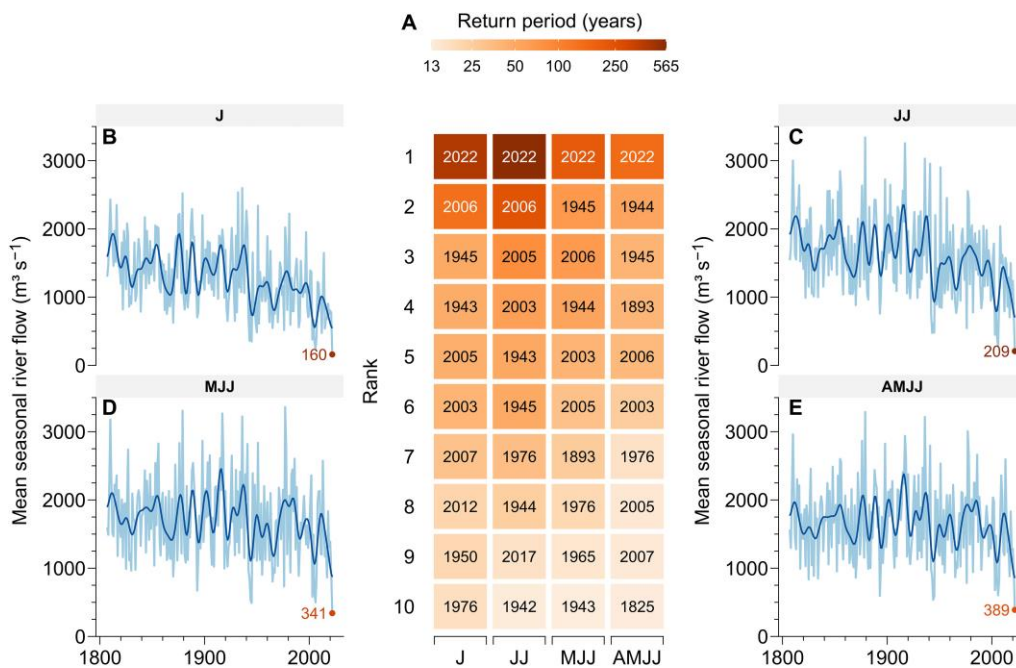 A Return period (years)
13 25 50 100 250 565
J
B
Mean seasonal river flow (m³ s⁻¹)
3000
2000
1000
0
160
MJJ
D
3000
2000
1000
0
341
1800 1900 2000
Rank
1 2022 2022 2022 2022
2 2006 2006 1945 1944
3 1945 2005 2006 1945
4 1943 2003 1944 1893
5 2005 1943 2003 2006
6 2003 1945 2005 2003
7 2007 1976 1893 1976
8 2012 1944 1976 2005
9 1950 2017 1965 2007
10 1976 1942 1943 1825
J JJ MJJ AMJJ
JJ
C
Mean seasonal river flow (m³ s⁻¹)
3000
2000
1000
0
209
AMJJ
E
3000
2000
1000
0
389
1800 1900 2000